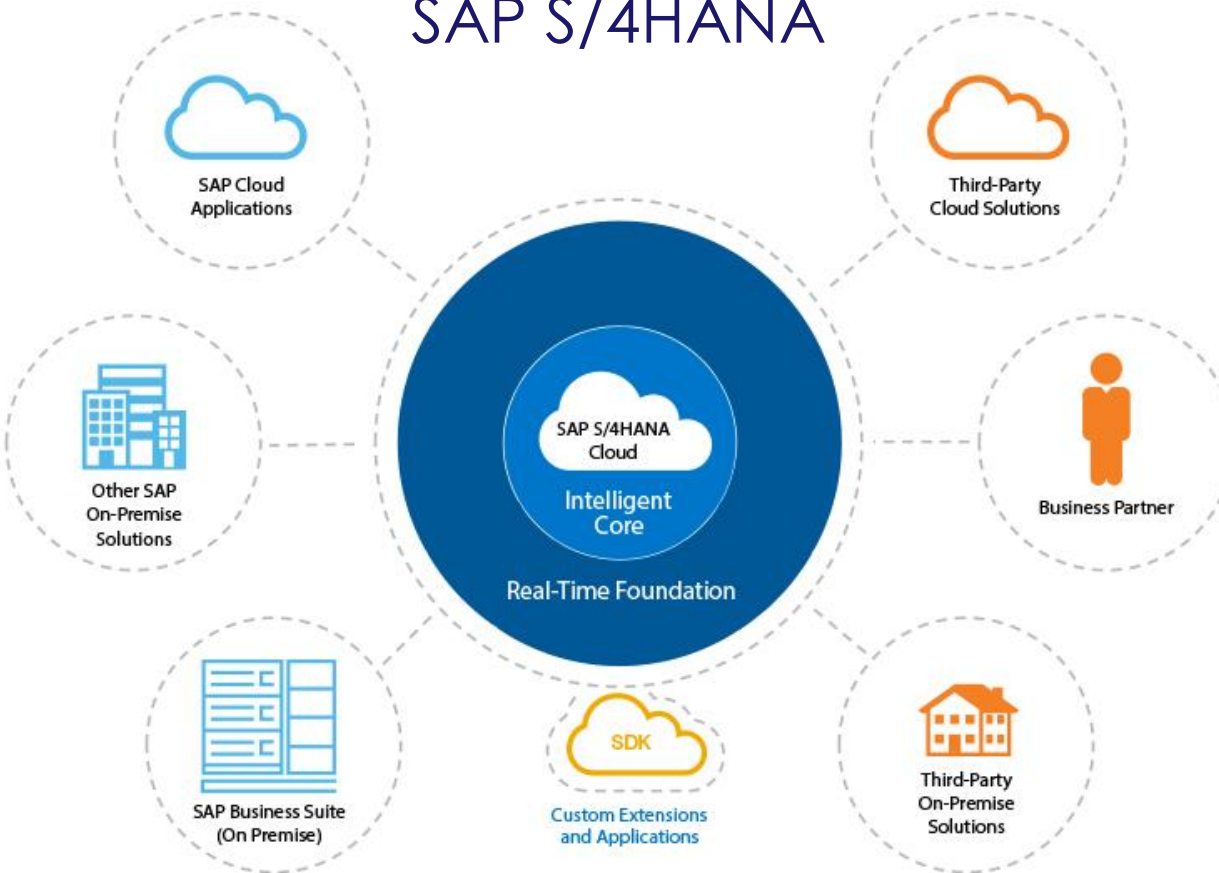 SAP S/4HANA
SAP Cloud
Applications
Third-Party
Cloud Solutions
SAP S/4HANA
Cloud
Intelligent
Core
Real-Time Foundation
Other SAP
On-Premise
Solutions
Business Partner
SAP Business Suite
(On Premise)
SDK
Custom Extensions
and Applications
Third-Party
On-Premise
Solutions